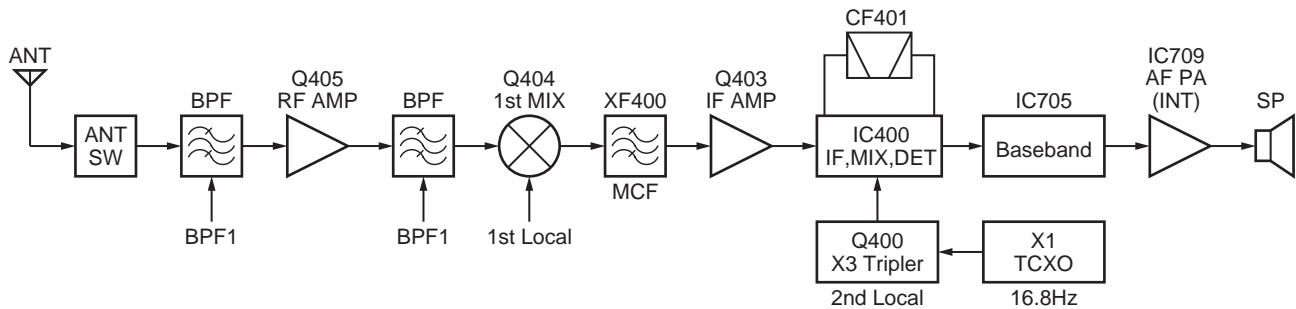 CF401
ANT
Q405
RF AMP
BPF
BPF
Q404
1st MIX
XF400
Q403
IF AMP
IC709
AF PA
(INT)
SP
IC705
ANT
SW
IC400
IF,MIX,DET
Baseband
MCF
BPF1
BPF1
1st Local
Q400
X3 Tripler
X1
TCXO
2nd Local
16.8Hz